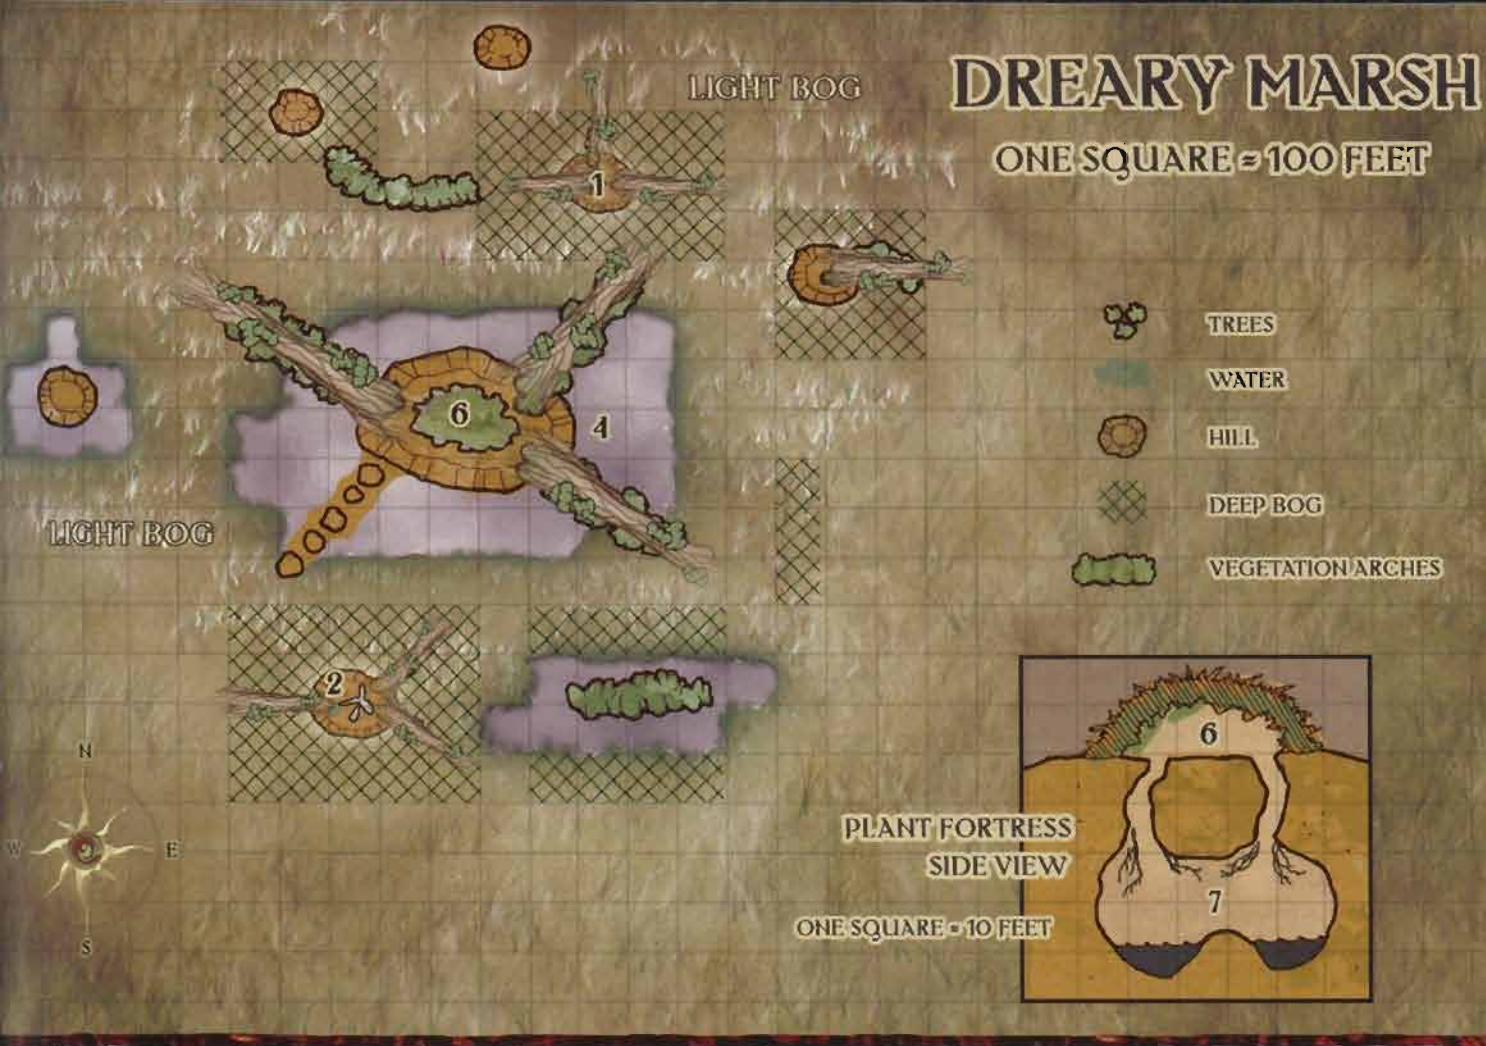 LIGHT BOG
DREARY MARSH
ONE SQUARE = 100 FEET
1
6
4
LIGHT BOG
2
TREES
WATER
HILL
DEEP BOG
VEGETATION ARCHES
N
W
E
S
PLANT FORTRESS
SIDE VIEW
ONE SQUARE = 10 FEET
6
7